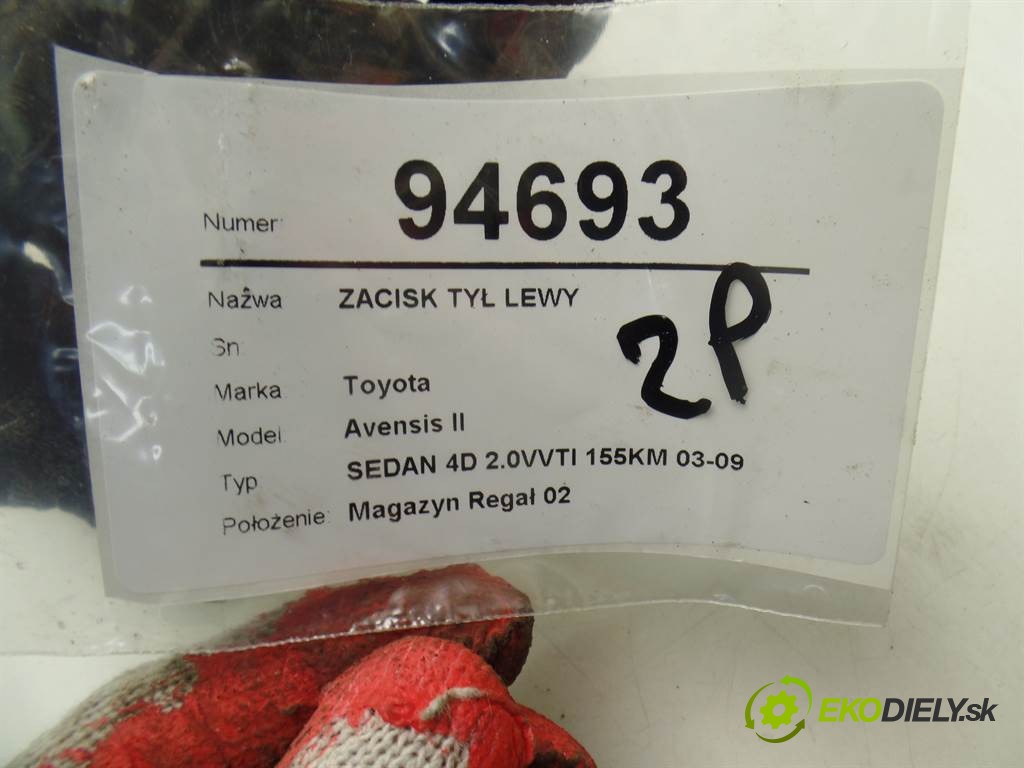 Numer: 94693
Nazwa ZACISK TYŁ LEWY
Sn:
2P
Marka Toyota
Model Avensis II
Typ SEDAN 4D 2.0VVTI 155KM 03-09
Położenie: Magazyn Regał 02
EKODIELY.sk